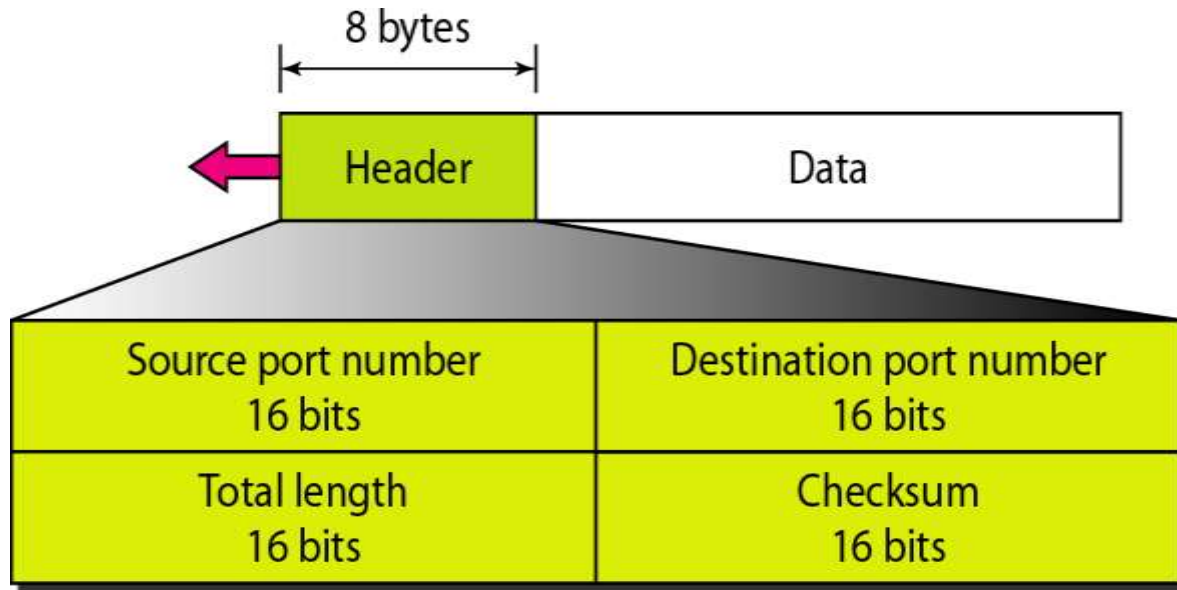 8 bytes
Header
Data
Source port number
16 bits
Destination port number
16 bits
Total length
16 bits
Checksum
16 bits